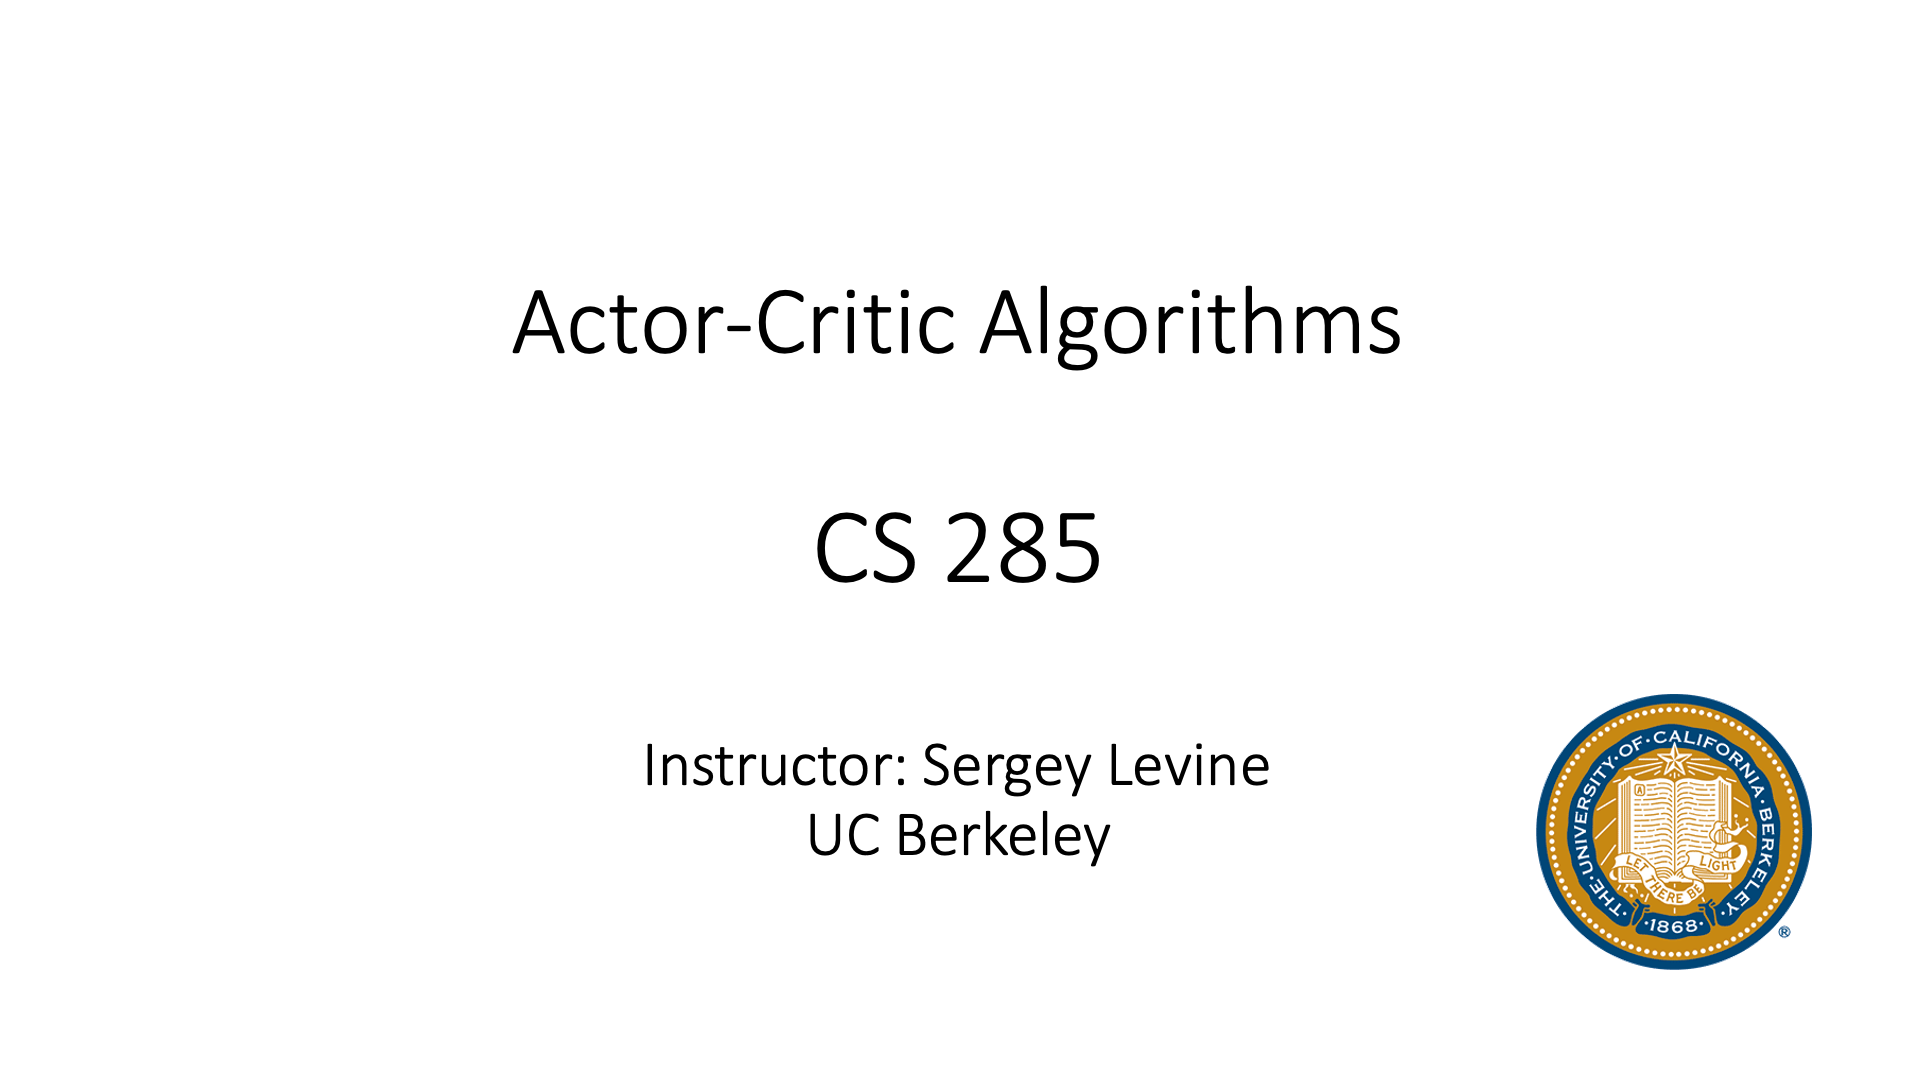 Actor-Critic Algorithms
CS 285
Instructor: Sergey Levine
UC Berkeley
THE·UNIVERSITY·OF·CALIFORNIA·BERKELEY
A
LET THERE BE LIGHT
·1868·
®